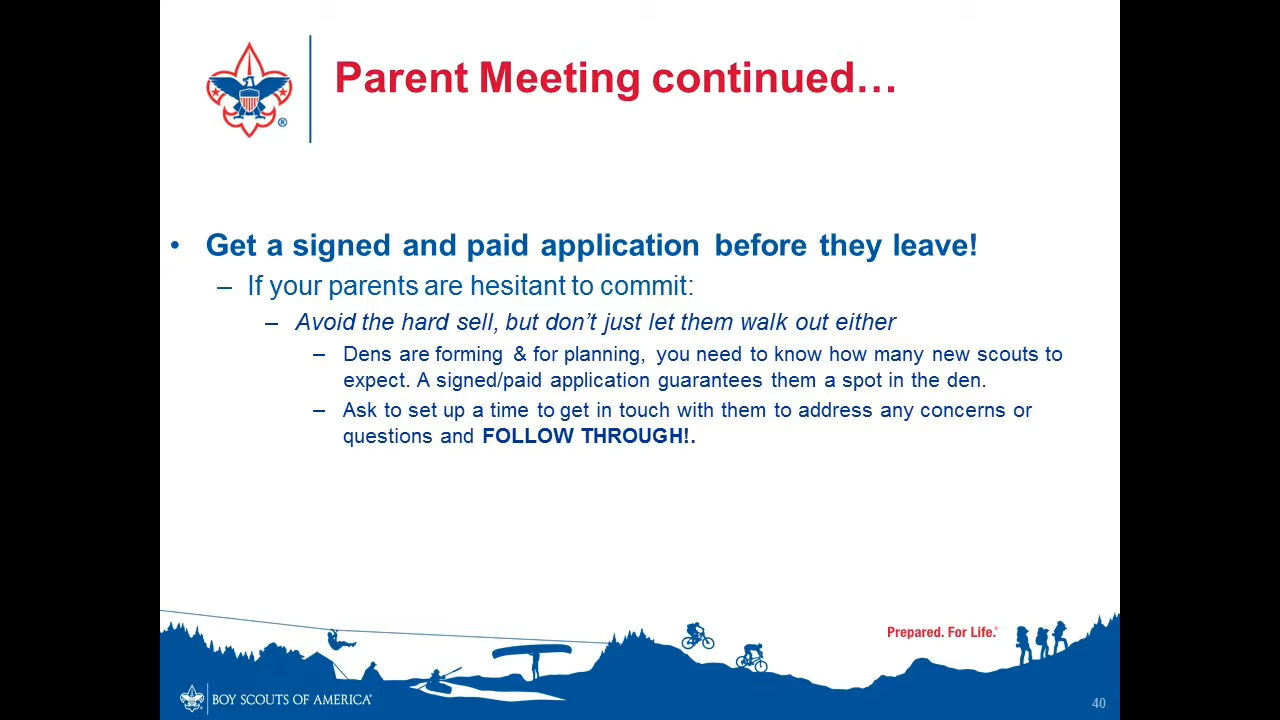 Parent Meeting continued…
®
• Get a signed and paid application before they leave!
– If your parents are hesitant to commit:
– Avoid the hard sell, but don’t just let them walk out either
– Dens are forming & for planning, you need to know how many new scouts to
expect. A signed/paid application guarantees them a spot in the den.
– Ask to set up a time to get in touch with them to address any concerns or
questions and FOLLOW THROUGH!.
Prepared. For Life.®
BOY SCOUTS OF AMERICA®
40